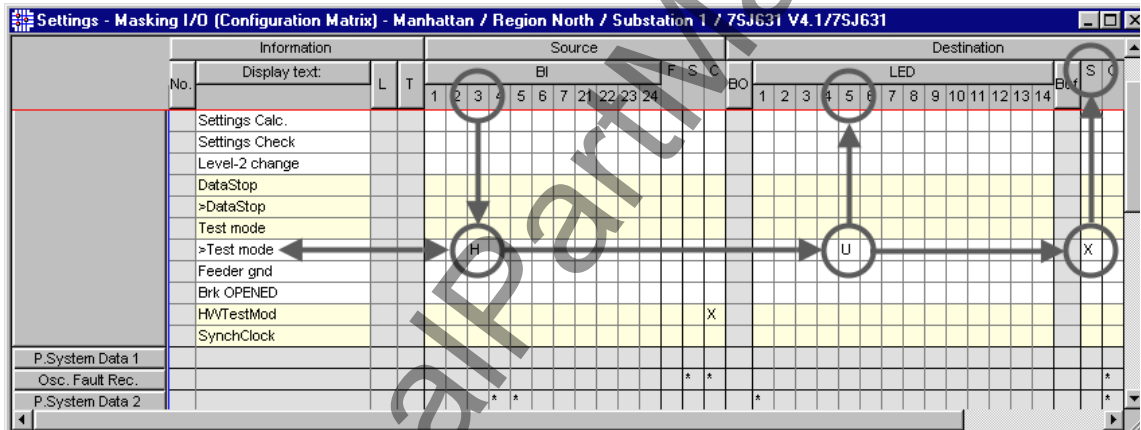 Settings - Masking I/O (Configuration Matrix) - Manhattan / Region North / Substation 1 / 7SJ631 V4.1/7SJ631
Information Source Destination
No. Display text: L T BI F S C BO LED Buf S C
1 2 3 4 5 6 7 21 22 23 24 1 2 3 4 5 6 7 8 9 10 11 12 13 14
Settings Calc.
Settings Check
Level-2 change
DataStop
>DataStop
Test mode
>Test mode H U X
Feeder gnd
Brk OPENED
HWTestMod X
SynchClock
P.System Data 1
Osc. Fault Rec. * * *
P.System Data 2 * * * *